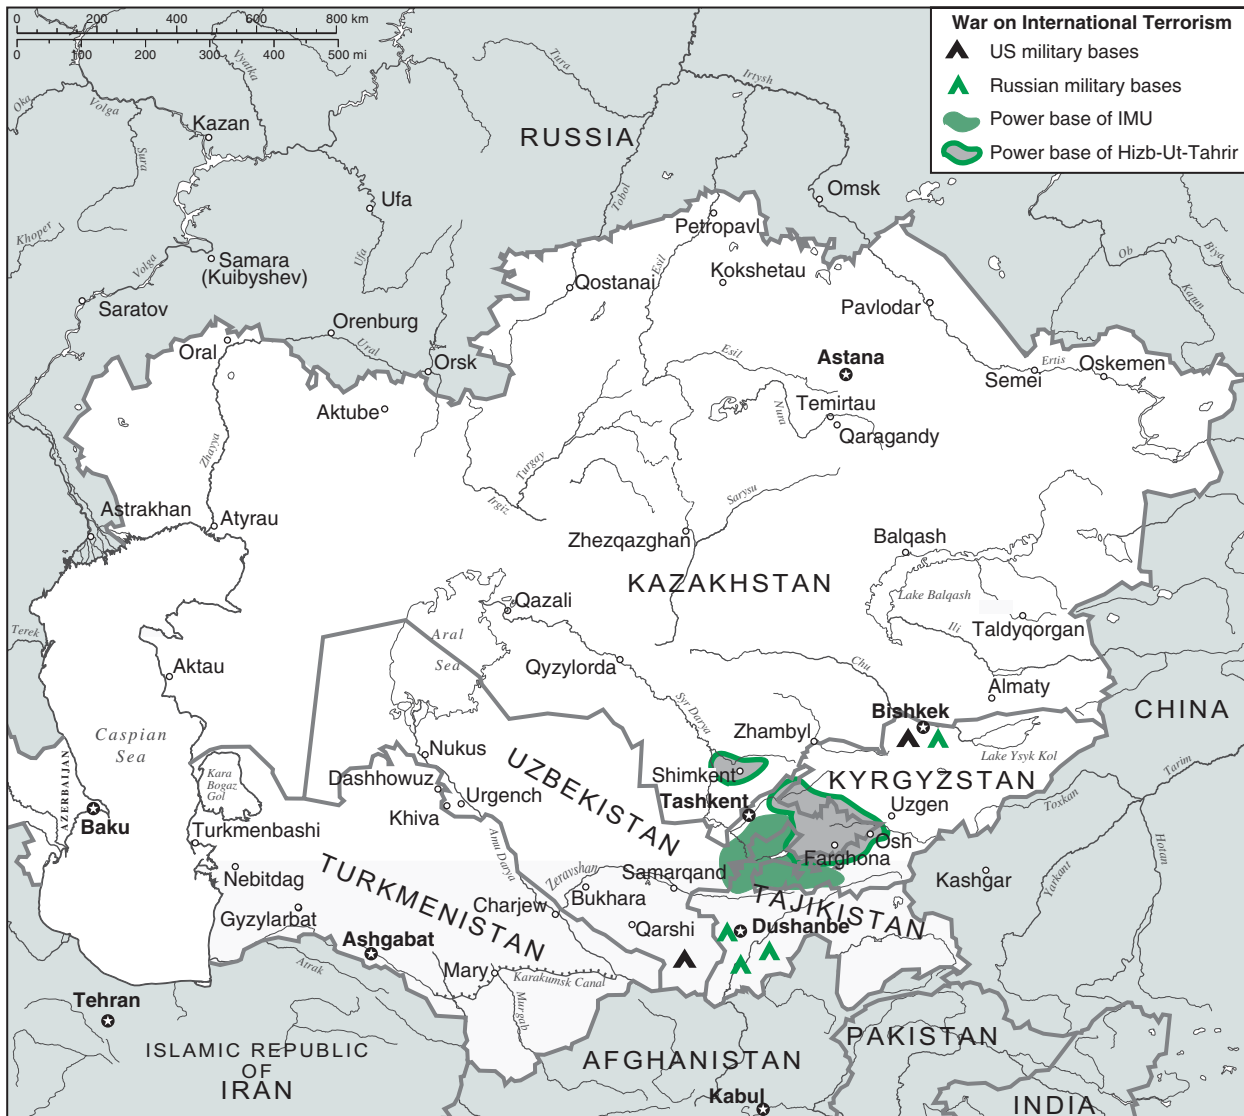 0 200 400 600 800 km
0 100 200 300 400 500 mi
War on International Terrorism
US military bases
Russian military bases
Power base of IMU
Power base of Hizb-Ut-Tahrir
Oka
Volga
Vyatka
Tura
Irtysh
Kazan
RUSSIA
Sura
Khoper
Ufa
Ufa
Tobol
Omsk
Petropavl
Esil
Volga
Samara
(Kuibyshev)
Kokshetau
Ob
Biya
Katun
Qostanai
Saratov
Pavlodar
Orenburg
Oral
Ural
Orsk
Esil
Astana
Semei
Ertis
Oskemen
Aktube
Temirtau
Nura
Qaragandy
Zhayya
Turgay
Irgiz
Sarysu
Astrakhan
Atyrau
Zhezqazghan
Balqash
KAZAKHSTAN
Qazali
Lake Balqash
Taldyqorgan
Ili
Terek
Aral
Sea
Aktau
Qyzylorda
Chu
Syr Darya
Almaty
Bishkek
CHINA
Caspian
Sea
Zhambyl
Lake Ysyk Kol
Nukus
UZBEKISTAN
Shimkent
KYRGYZSTAN
Tarim
Kara
Bogaz
Gol
Dashhowuz
Urgench
Khiva
Tashkent
Uzgen
Toxkan
AZERBAIJAN
Baku
Turkmenbashi
Amu Darya
Osh
Farghona
Hotan
Nebitdag
TURKMENISTAN
Zeravshan
Samarqand
Bukhara
Kashgar
Yarkant
Gyzylarbat
Charjew
TAJIKISTAN
Qarshi
Dushanbe
Ashgabat
Atrak
Mary
Karakumsk Canal
Murgab
Tehran
ISLAMIC REPUBLIC
OF
IRAN
AFGHANISTAN
PAKISTAN
Kabul
INDIA